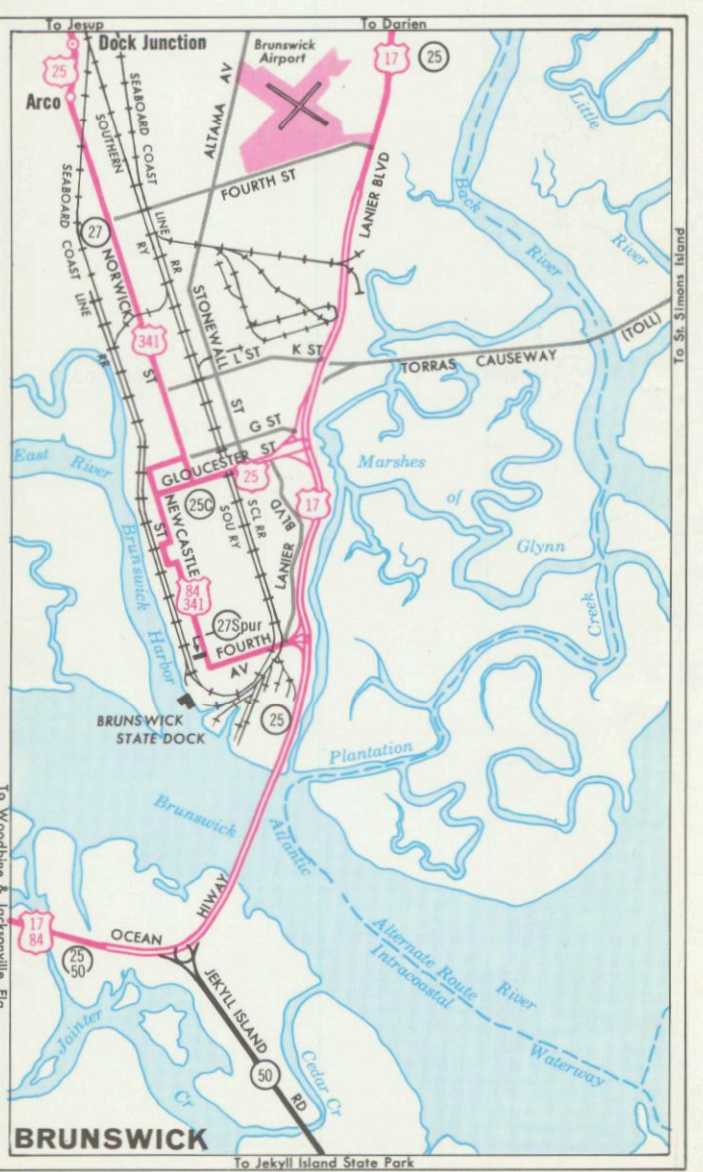 To Jesup
To Darien
Dock Junction
Brunswick
Airport
25
17
25
Arco
ALTAMA AV
SEABOARD COAST
LINE RR
SOUTHERN
RY
SEABOARD COAST LINE RR
FOURTH ST
LANIER BLVD
Little
River
Back
River
27
NORWICK
ST
341
STONEWALL
ST
L ST
K ST
TORRAS CAUSEWAY
(TOLL)
To St. Simons Island
G ST
GLOUCESTER ST
East River
25
25C
17
NEWCASTLE
ST
SOU RY
SCL RR
LANIER
BLVD
Marshes
of
Glynn
Brunswick
Harbor
84
341
27Spur
FOURTH
AV
Creek
25
BRUNSWICK
STATE DOCK
Plantation
Brunswick
Atlantic
Alternate Route
Intracoastal
River
Waterway
HIWAY
OCEAN
17
84
25
50
To Woodbine & Jacksonville, Fla
JEKYLL ISLAND
RD
50
Jointer
Cr
Cedar Cr
BRUNSWICK
To Jekyll Island State Park